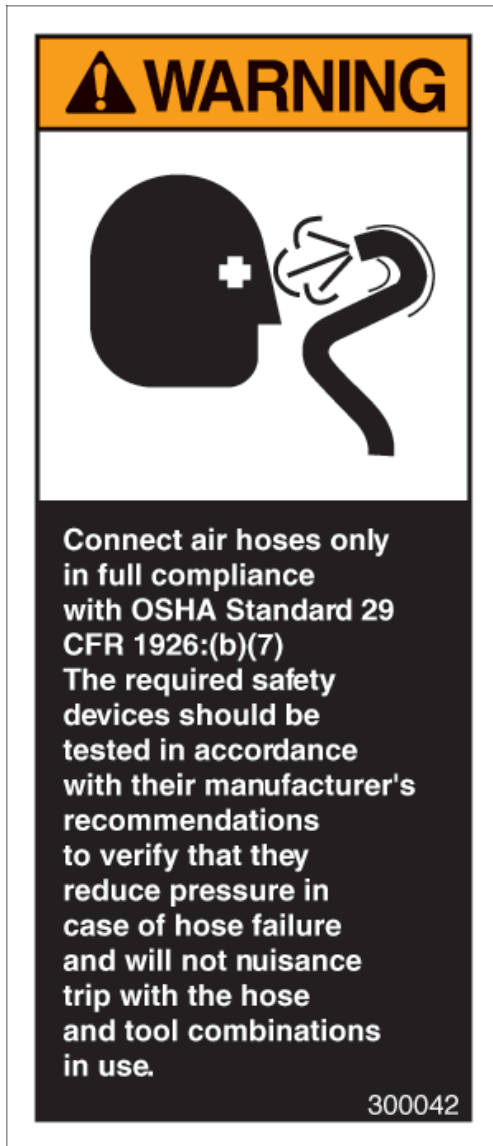 WARNING
Connect air hoses only
in full compliance
with OSHA Standard 29
CFR 1926:(b)(7)
The required safety
devices should be
tested in accordance
with their manufacturer's
recommendations
to verify that they
reduce pressure in
case of hose failure
and will not nuisance
trip with the hose
and tool combinations
in use.
300042